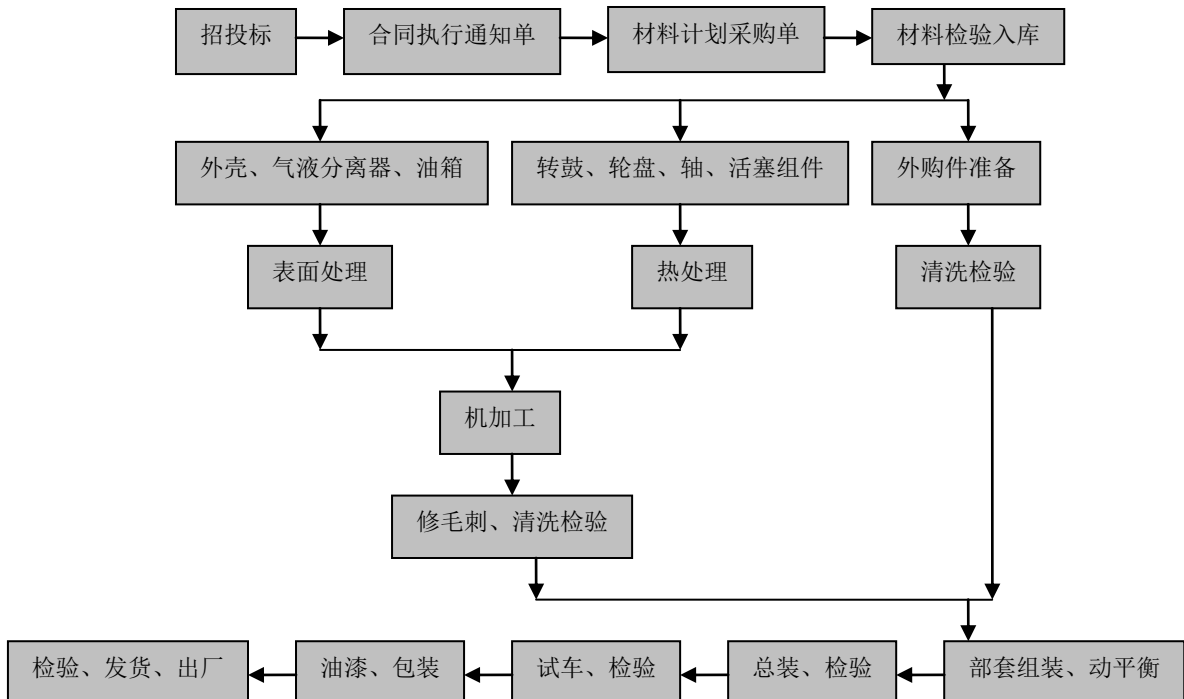 招投标
合同执行通知单
材料计划采购单
材料检验入库
外壳、气液分离器、油箱
转鼓、轮盘、轴、活塞组件
外购件准备
表面处理
热处理
清洗检验
机加工
修毛刺、清洗检验
检验、发货、出厂
油漆、包装
试车、检验
总装、检验
部套组装、动平衡